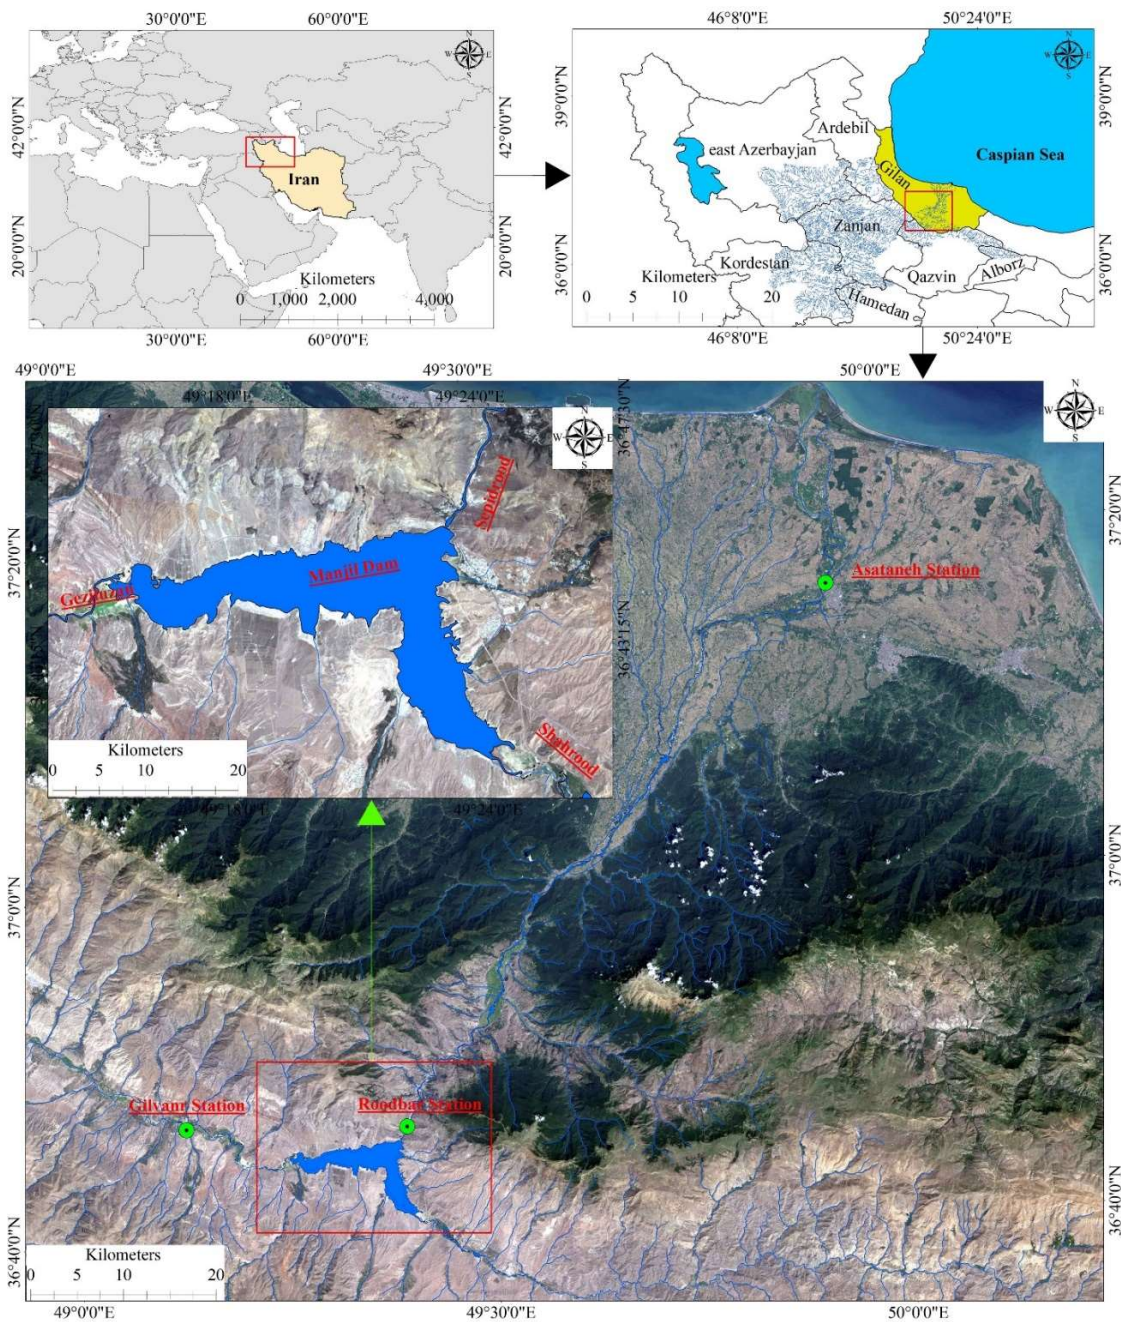 30°0'0"E 60°0'0"E
42°0'0"N
20°0'0"N
N
W E
S
Iran
Kilometers
0 1,000 2,000 4,000
42°0'0"N
20°0'0"N
30°0'0"E 60°0'0"E
46°8'0"E 50°24'0"E
39°0'0"N
36°0'0"N
N
W E
S
Ardebil
east Azerbayjan
Caspian Sea
Gilan
Zanjan
Kordestan
Kilometers
Qazvin
Alborz
0 5 10 20
Hamedan
39°0'0"N
36°0'0"N
46°8'0"E 50°24'0"E
49°0'0"E 49°30'0"E 50°0'0"E
49°18'0"E 49°24'0"E
36°47'30"N
N
W E
S
N
W E
S
Sepidroad
Manjil Dam
Shahrood
36°43'15"N
Kilometers
0 5 10 20
49°18'0"E 49°24'0"E
37°20'0"N
37°20'0"N
Asataneh Station
37°0'0"N
37°0'0"N
Gilvanr Station
Roodbar Station
36°40'0"N
36°40'0"N
Kilometers
0 5 10 20
49°0'0"E 49°30'0"E 50°0'0"E